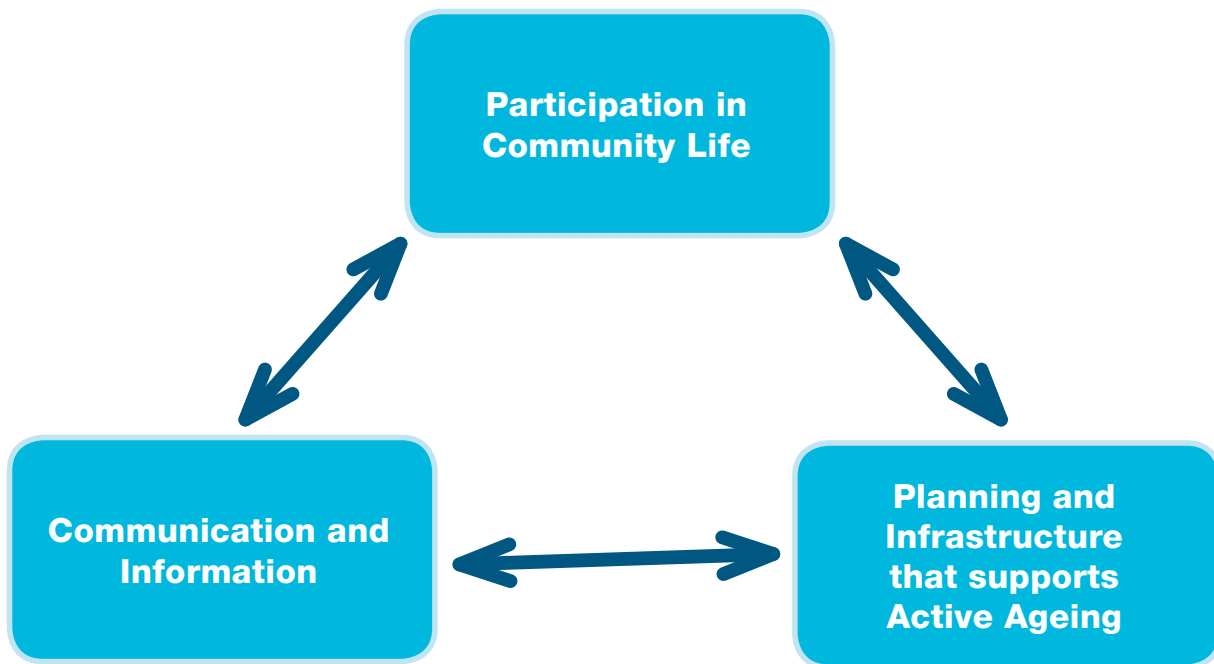 Participation in
Community Life
Communication and
Information
Planning and
Infrastructure
that supports
Active Ageing